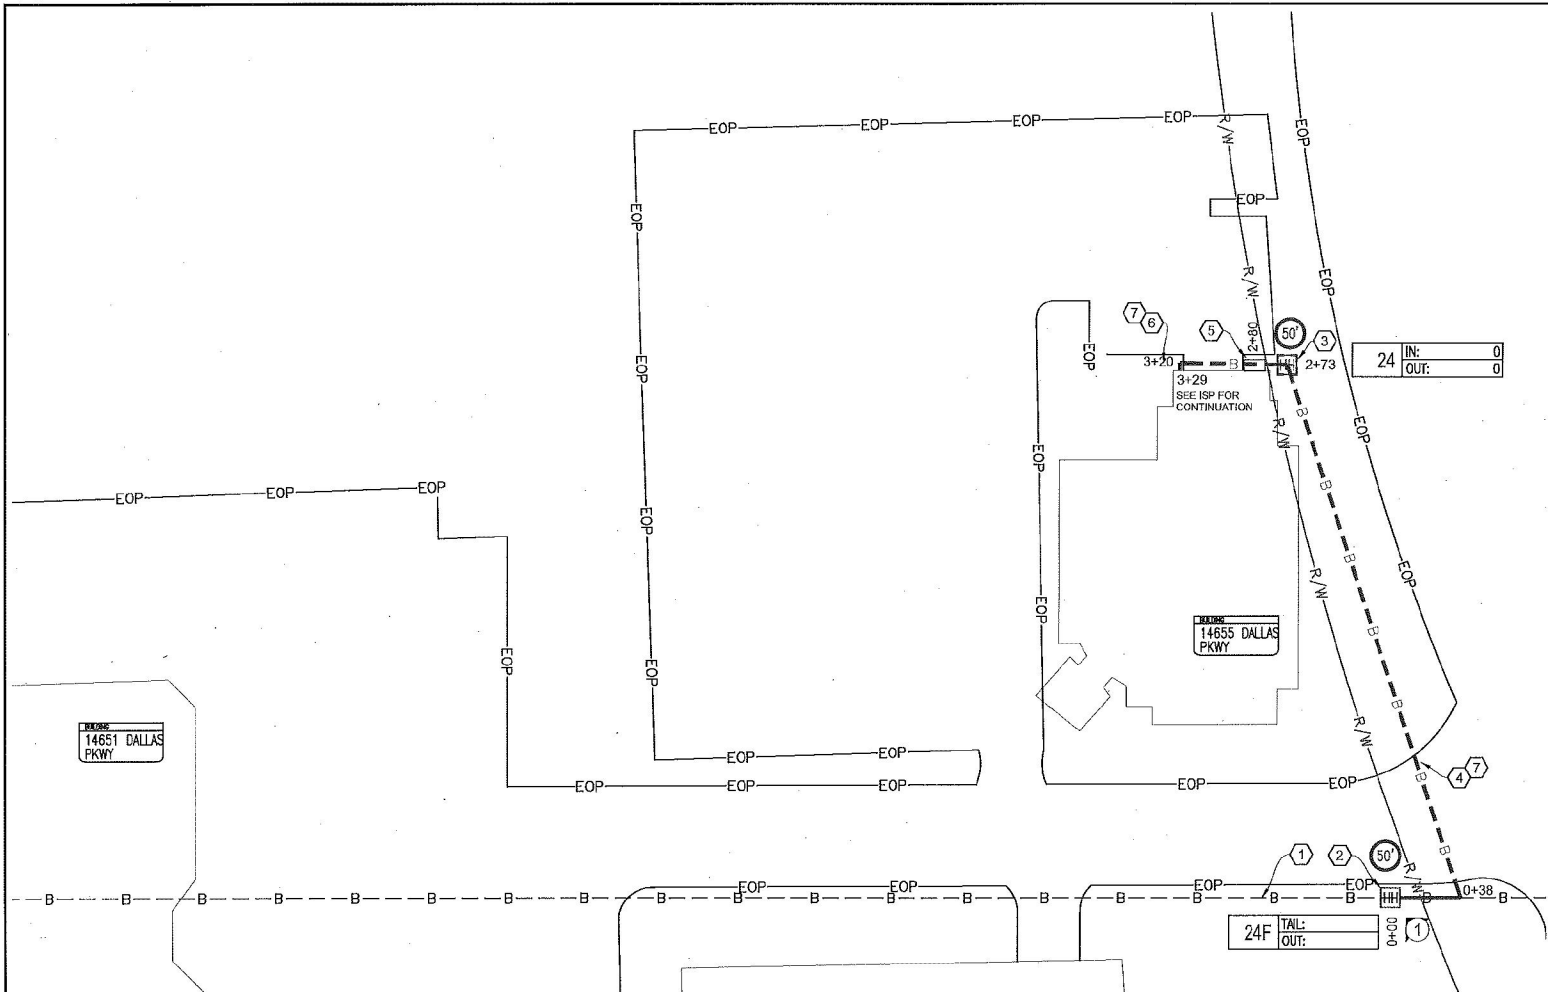 EOP EOP EOP EOP
R/W
EOP
EOP
EOP
R/W
EOP
7
6
5
2+80
50'
3
EOP
EOP
3+20
B
HH
2+73
24
IN: 0
OUT: 0
3+29
SEE ISP FOR
CONTINUATION
B
R/W
EOP
EOP
EOP EOP EOP
B
EOP
B
R/W
EOP
EOP
BUILDING
14655 DALLAS
PKWY
B
EOP
EOP
B
R/W
BUILDING
14651 DALLAS
PKWY
EOP EOP
EOP EOP EOP
EOP EOP
B
4
7
B
1
2
50'
R/W
EOP EOP
EOP EOP
B B B B B B B B B B B B B B B B B B
HH
B
0+38
B
24F
TAIL:
OUT:
0+00
1